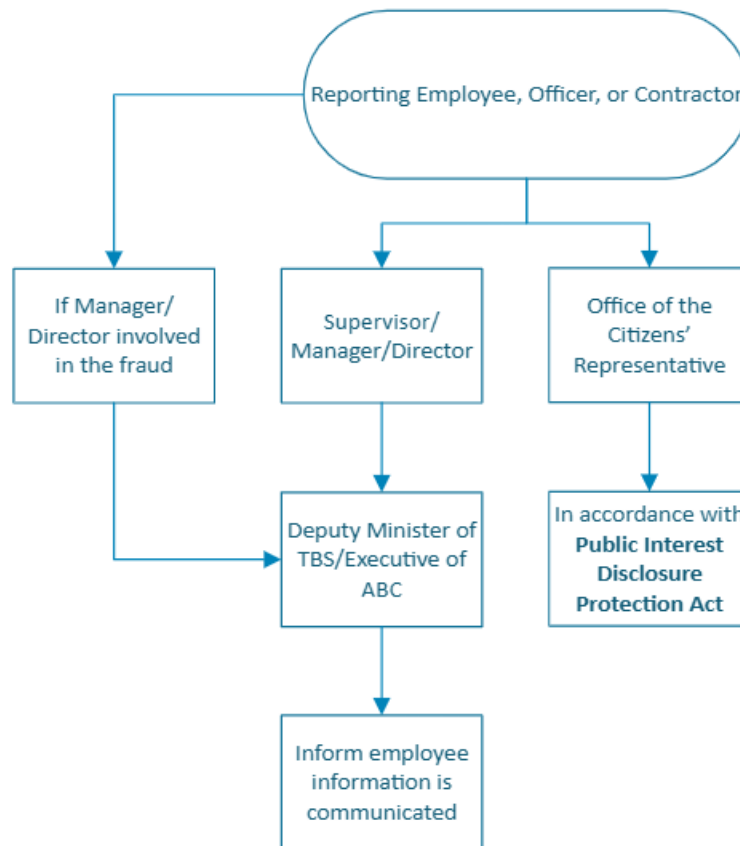 Reporting Employee, Officer, or Contractor
If Manager/
Director involved
in the fraud
Supervisor/
Manager/Director
Office of the
Citizens’
Representative
Deputy Minister of
TBS/Executive of
ABC
In accordance with
Public Interest
Disclosure
Protection Act
Inform employee
information is
communicated